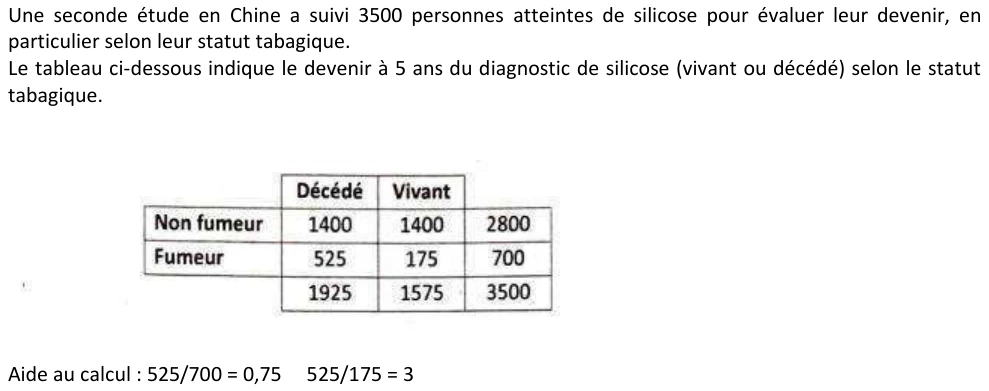 Une seconde étude en Chine a suivi 3500 personnes atteintes de silicose pour évaluer leur devenir, en
particulier selon leur statut tabagique.
Le tableau ci-dessous indique le devenir à 5 ans du diagnostic de silicose (vivant ou décédé) selon le statut
tabagique.
Décédé Vivant
Non fumeur 1400 1400 2800
Fumeur 525 175 700
1925 1575 3500
Aide au calcul : 525/700 = 0,75 525/175 = 3